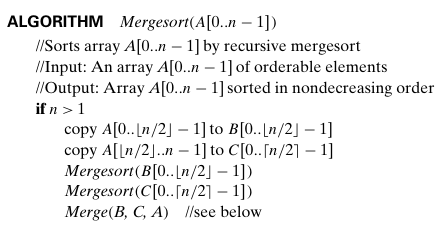 ALGORITHM Mergesort(A[0..n − 1])
//Sorts array A[0..n − 1] by recursive mergesort
//Input: An array A[0..n − 1] of orderable elements
//Output: Array A[0..n − 1] sorted in nondecreasing order
if n > 1
copy A[0..⌊n/2⌋ − 1] to B[0..⌊n/2⌋ − 1]
copy A[⌊n/2⌋..n − 1] to C[0..⌈n/2⌉ − 1]
Mergesort(B[0..⌊n/2⌋ − 1])
Mergesort(C[0..⌈n/2⌉ − 1])
Merge(B, C, A) //see below